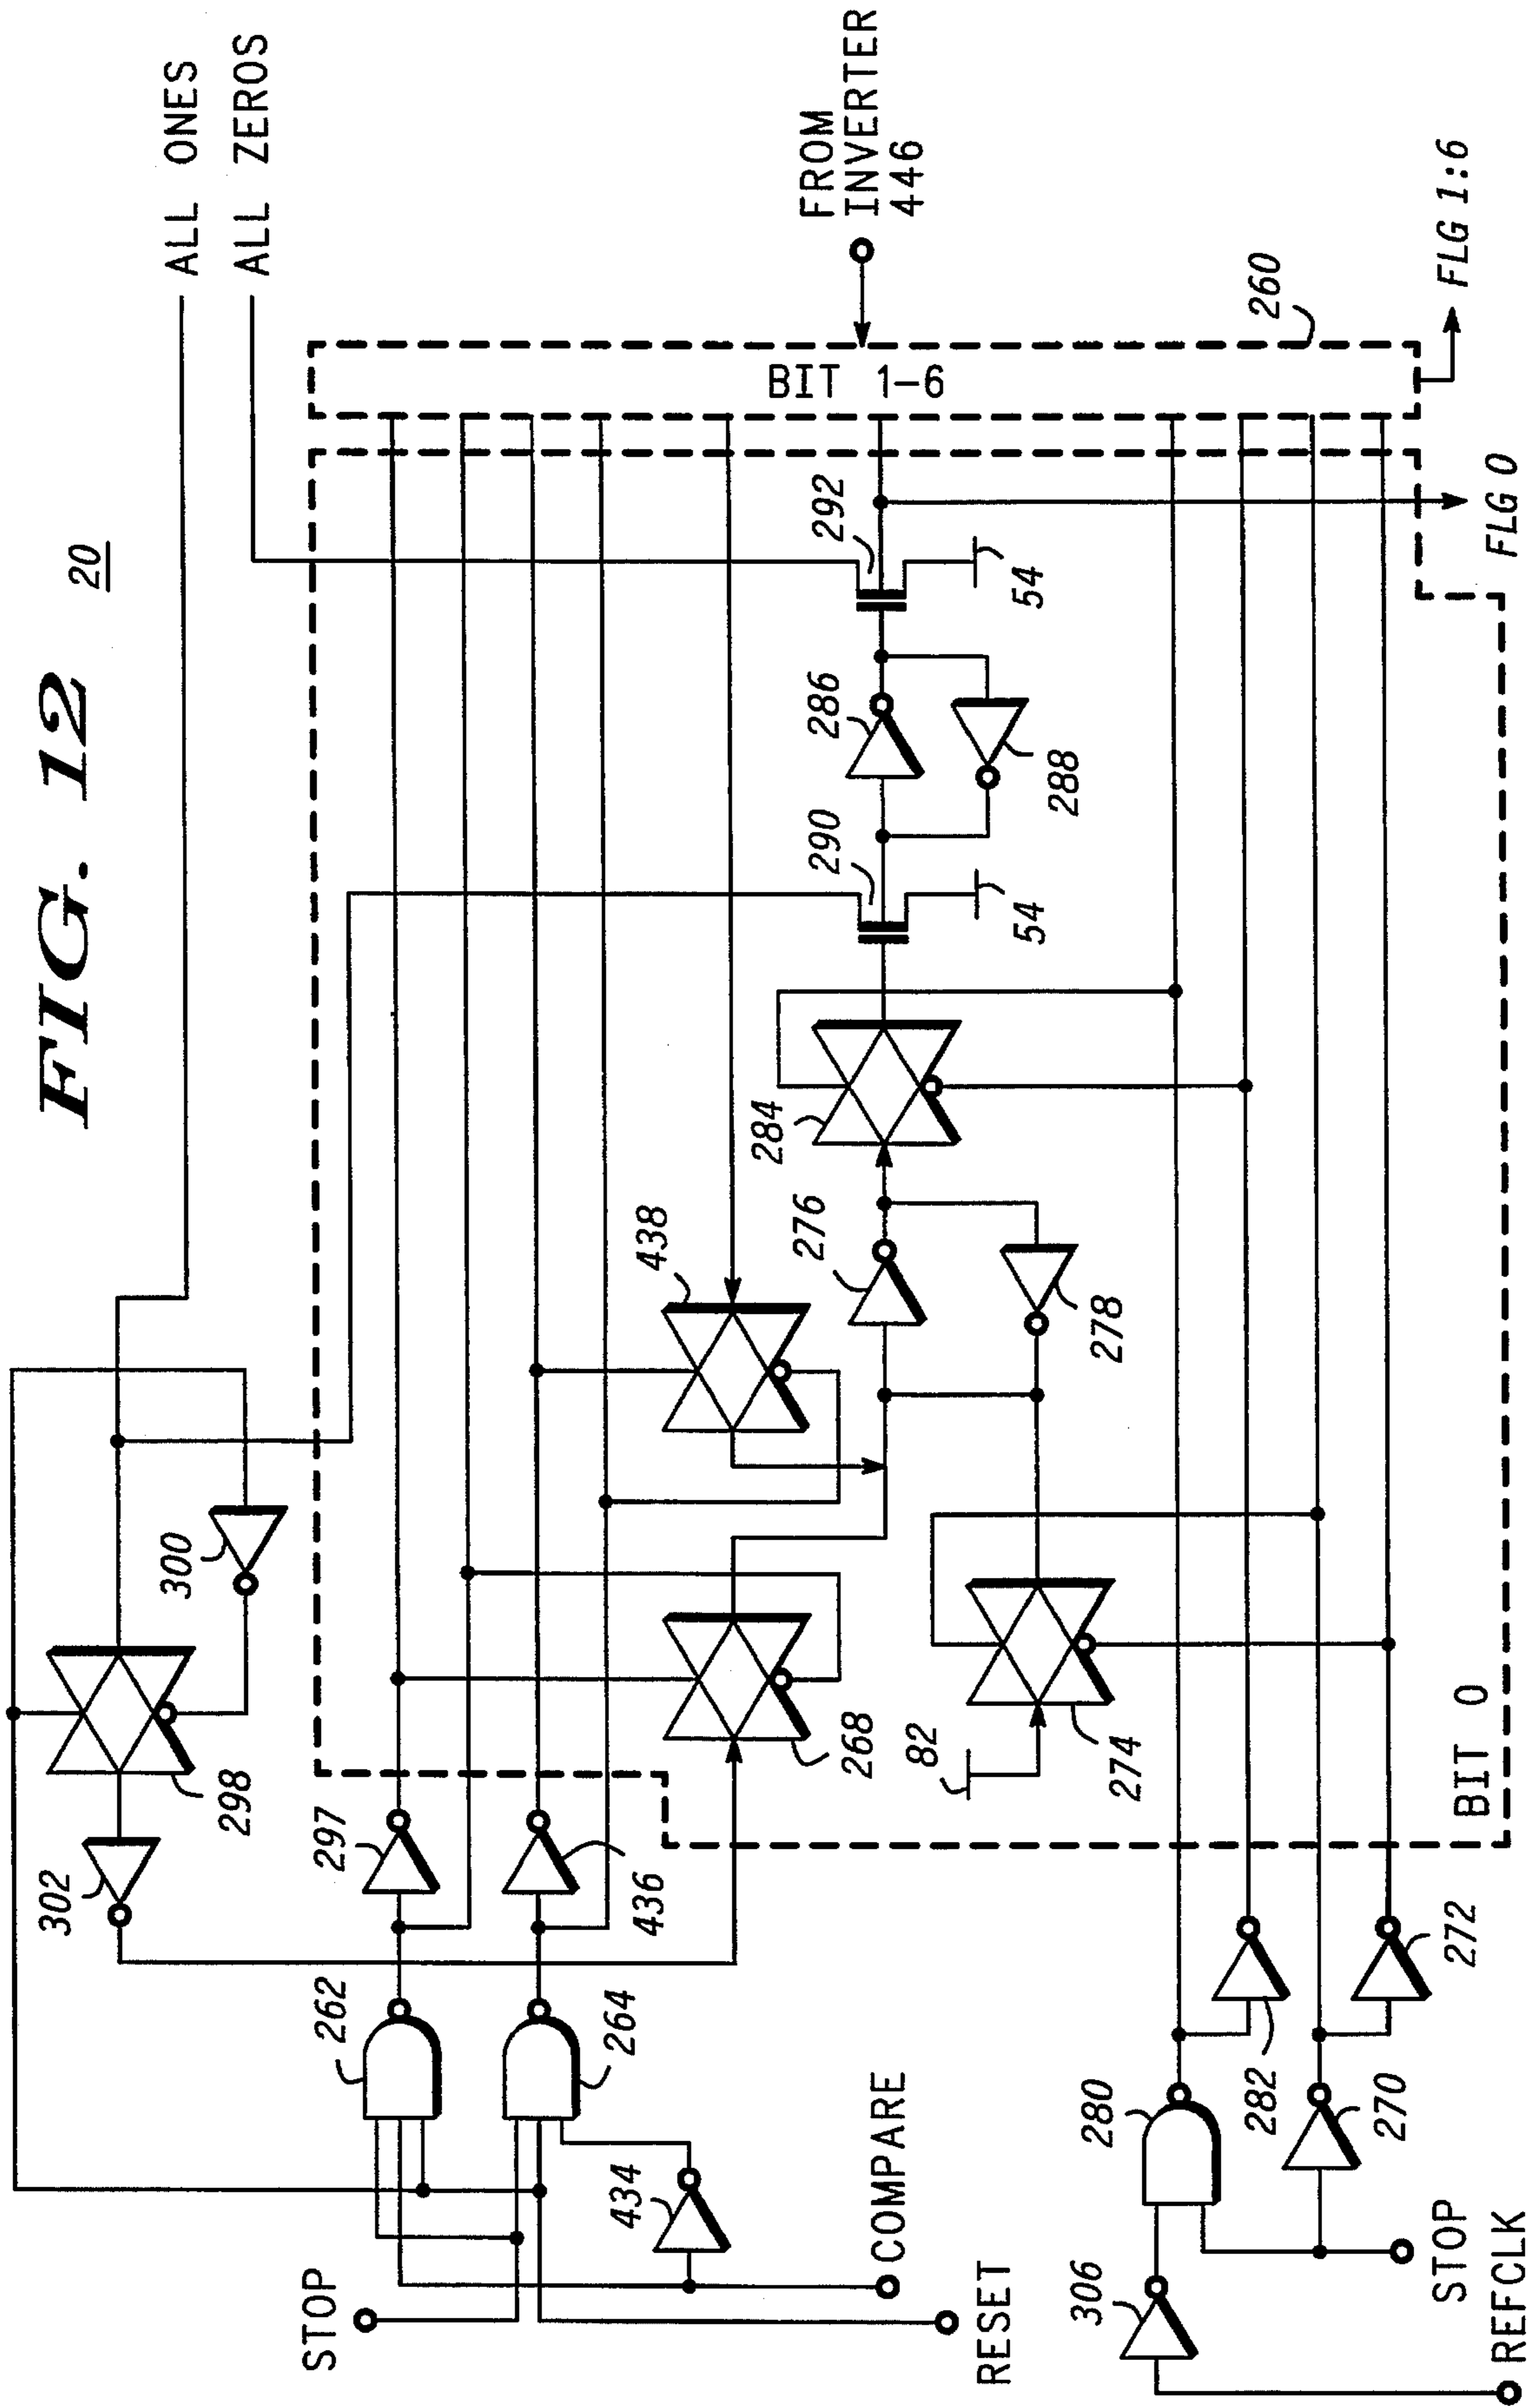 FIG. 12
20
ALL ONES
ALL ZEROS
302
298
300
STOP
262
297
264
436
434
COMPARE
RESET
268
438
82
274
276
278
284
290
54
286
288
292
54
FROM
INVERTER
446
BIT 1-6
260
FLG 1:6
FLG 0
BIT 0
306
280
282
270
272
STOP
REFCLK